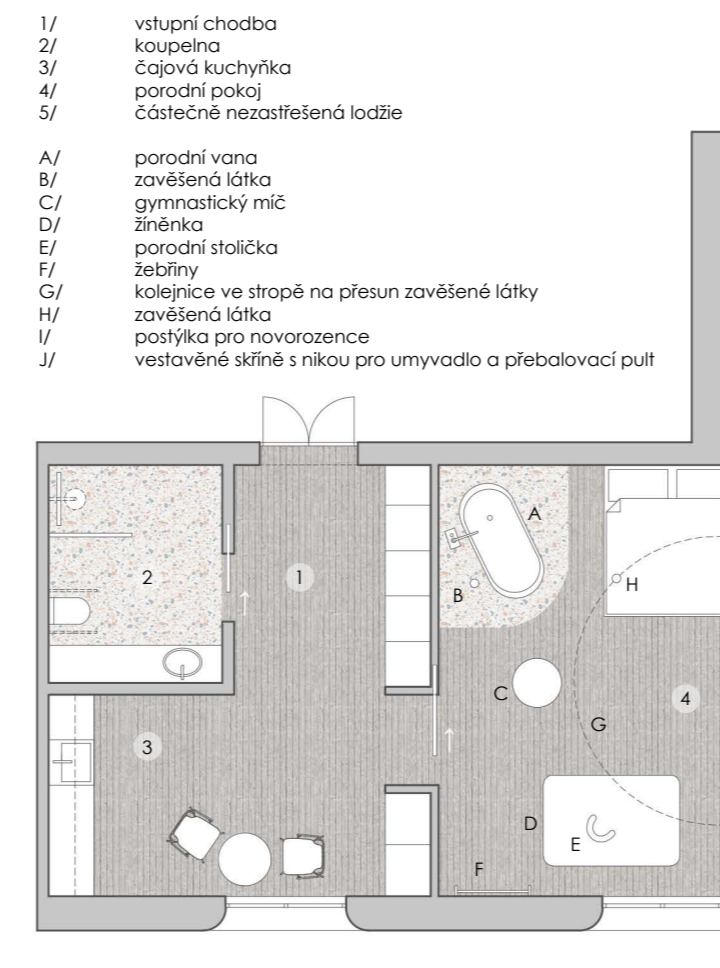 1/ vstupní chodba
2/ koupelna
3/ čajová kuchyňka
4/ porodní pokoj
5/ částečně nezastřešená lodžie
A/ porodní vana
B/ zavěšená látka
C/ gymnastický míč
D/ žíněnka
E/ porodní stolička
F/ žebřiny
G/ kolejnice ve stropě na přesun zavěšené látky
H/ zavěšená látka
I/ postýlka pro novorozence
J/ vestavěné skříně s nikou pro umyvadlo a přebalovací pult
A
2
1
B
H
C
4
G
3
D
E
F